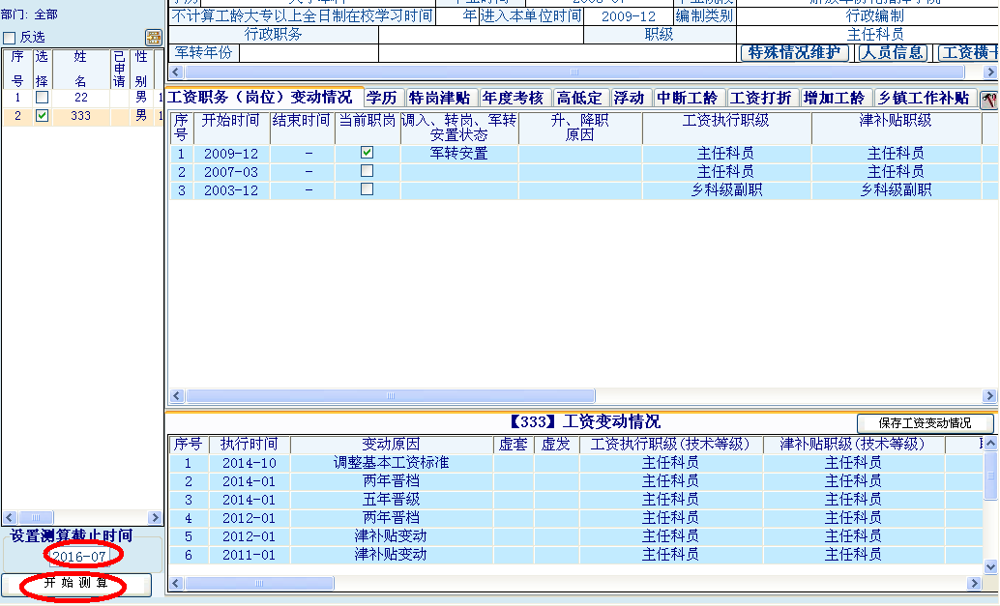 部门: 全部
反选
序号 选择 姓名 已申请 性别
1 22 男 1
2 333 男 1
设置测算截止时间
2016-07
开 始 测 算
不计算工龄大专以上全日制在校学习时间 年 进入本单位时间 2009-12 编制类别 行政编制
行政职务 职级 主任科员
军转年份 特殊情况维护 人员信息 工资横
工资职务（岗位）变动情况 学历 特岗津贴 年度考核 高低定 浮动 中断工龄 工资打折 增加工龄 乡镇工作补贴
序号 开始时间 结束时间 当前职岗 调入、转岗、军转安置状态 升、降职原因 工资执行职级 津补贴职级
1 2009-12 - 军转安置 主任科员 主任科员
2 2007-03 - 主任科员 主任科员
3 2003-12 - 乡科级副职 乡科级副职
【333】工资变动情况 保存工资变动情况
序号 执行时间 变动原因 虚套 虚发 工资执行职级(技术等级) 津补贴职级(技术等级)
1 2014-10 调整基本工资标准 主任科员 主任科员
2 2014-01 两年晋档 主任科员 主任科员
3 2014-01 五年晋级 主任科员 主任科员
4 2012-01 两年晋档 主任科员 主任科员
5 2012-01 津补贴变动 主任科员 主任科员
6 2011-01 津补贴变动 主任科员 主任科员